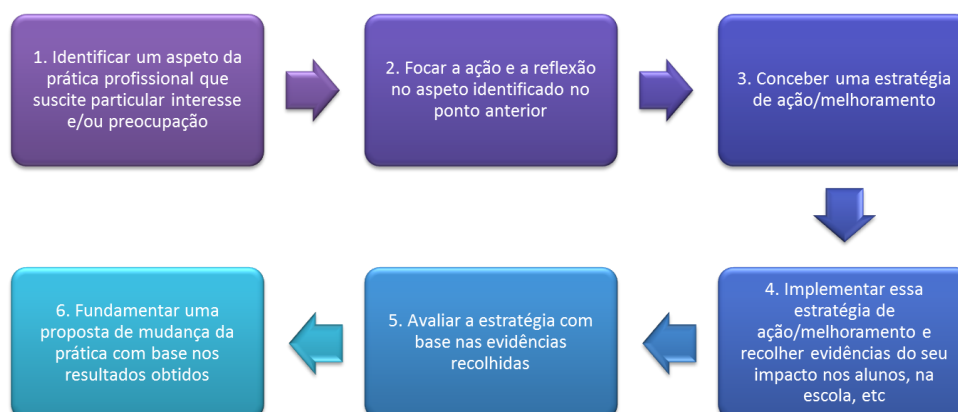 1. Identificar um aspeto da
prática profissional que
suscite particular interesse
e/ou preocupação
2. Focar a ação e a reflexão
no aspeto identificado no
ponto anterior
3. Conceber uma estratégia
de ação/melhoramento
4. Implementar essa
estratégia de
ação/melhoramento e
recolher evidências do seu
impacto nos alunos, na
escola, etc
5. Avaliar a estratégia com
base nas evidências
recolhidas
6. Fundamentar uma
proposta de mudança da
prática com base nos
resultados obtidos